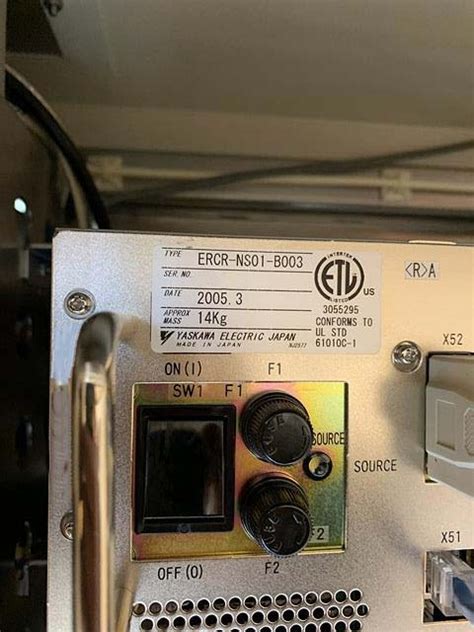 TYPE ERCR-NS01-B003
SER. NO.
DATE 2005.3
APPROX MASS 14Kg
YASKAWA ELECTRIC JAPAN
MADE IN JAPAN
INTERTEK
ETL
LISTED
US
3055295
CONFORMS TO
UL STD
61010C-1
<R>A
X52
ON(I)
F1
SW1
F1
SOURCE
SOURCE
X51
F2
OFF(O)
F2